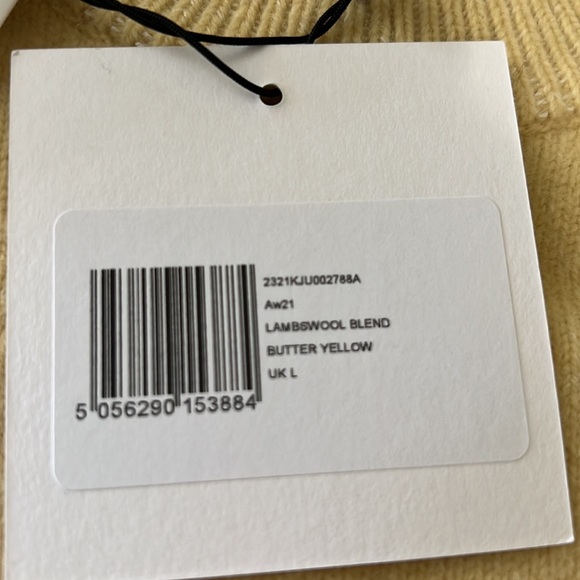 2321KJU002788A
Aw21
LAMBSWOOL BLEND
BUTTER YELLOW
UK L
5 056290 153884